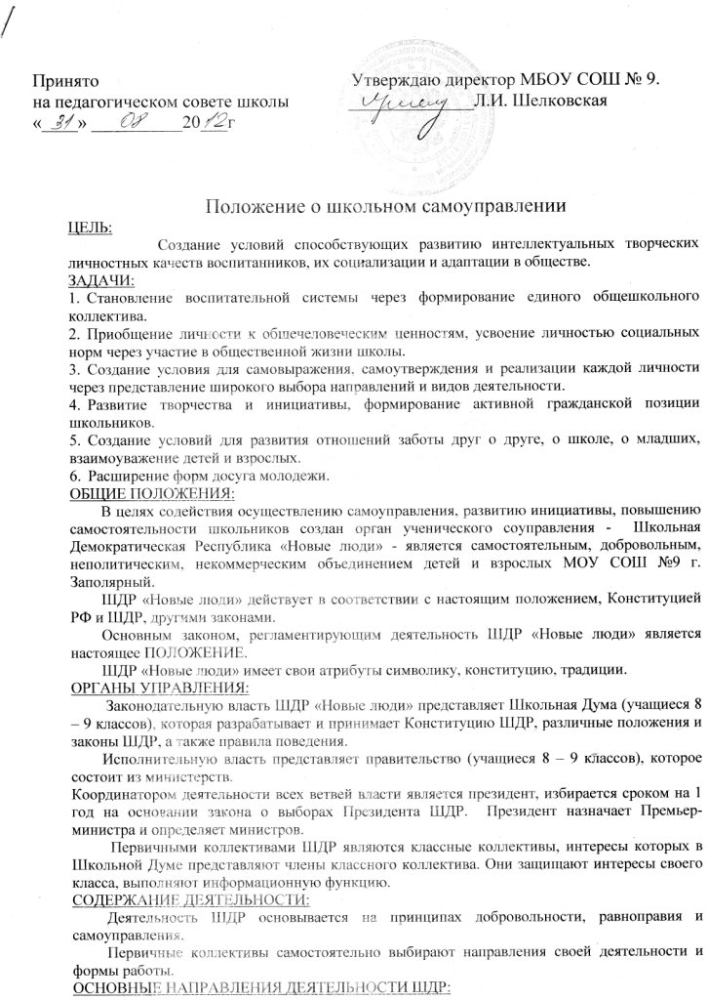 Принято Утверждаю директор МБОУ СОШ № 9.
на педагогическом совете школы Л.И. Шелковская
« 31 » 08 2012г
Положение о школьном самоуправлении
ЦЕЛЬ:
Создание условий способствующих развитию интеллектуальных творческих
личностных качеств воспитанников, их социализации и адаптации в обществе.
ЗАДАЧИ:
1. Становление воспитательной системы через формирование единого общешкольного
коллектива.
2. Приобщение личности к общечеловеческим ценностям, усвоение личностью социальных
норм через участие в общественной жизни школы.
3. Создание условия для самовыражения, самоутверждения и реализации каждой личности
через представление широкого выбора направлений и видов деятельности.
4. Развитие творчества и инициативы, формирование активной гражданской позиции
школьников.
5. Создание условий для развития отношений заботы друг о друге, о школе, о младших,
взаимоуважение детей и взрослых.
6. Расширение форм досуга молодежи.
ОБЩИЕ ПОЛОЖЕНИЯ:
В целях содействия осуществлению самоуправления, развитию инициативы, повышению
самостоятельности школьников создан орган ученического соуправления - Школьная
Демократическая Республика «Новые люди» - является самостоятельным, добровольным,
неполитическим, некоммерческим объединением детей и взрослых МОУ СОШ №9 г.
Заполярный.
ШДР «Новые люди» действует в соответствии с настоящим положением, Конституцией
РФ и ШДР, другими законами.
Основным законом, регламентирующим деятельность ШДР «Новые люди» является
настоящее ПОЛОЖЕНИЕ.
ШДР «Новые люди» имеет свои атрибуты символику, конституцию, традиции.
ОРГАНЫ УПРАВЛЕНИЯ:
Законодательную власть ШДР «Новые люди» представляет Школьная Дума (учащиеся 8
– 9 классов), которая разрабатывает и принимает Конституцию ШДР, различные положения и
законы ШДР, а также правила поведения.
Исполнительную власть представляет правительство (учащиеся 8 – 9 классов), которое
состоит из министерств.
Координатором деятельности всех ветвей власти является президент, избирается сроком на 1
год на основании закона о выборах Президента ШДР. Президент назначает Премьер-
министра и определяет министров.
Первичными коллективами ШДР являются классные коллективы, интересы которых в
Школьной Думе представляют члены классного коллектива. Они защищают интересы своего
класса, выполняют информационную функцию.
СОДЕРЖАНИЕ ДЕЯТЕЛЬНОСТИ:
Деятельность ШДР основывается на принципах добровольности, равноправия и
самоуправления.
Первичные коллективы самостоятельно выбирают направления своей деятельности и
формы работы.
ОСНОВНЫЕ НАПРАВЛЕНИЯ ДЕЯТЕЛЬНОСТИ ШДР: